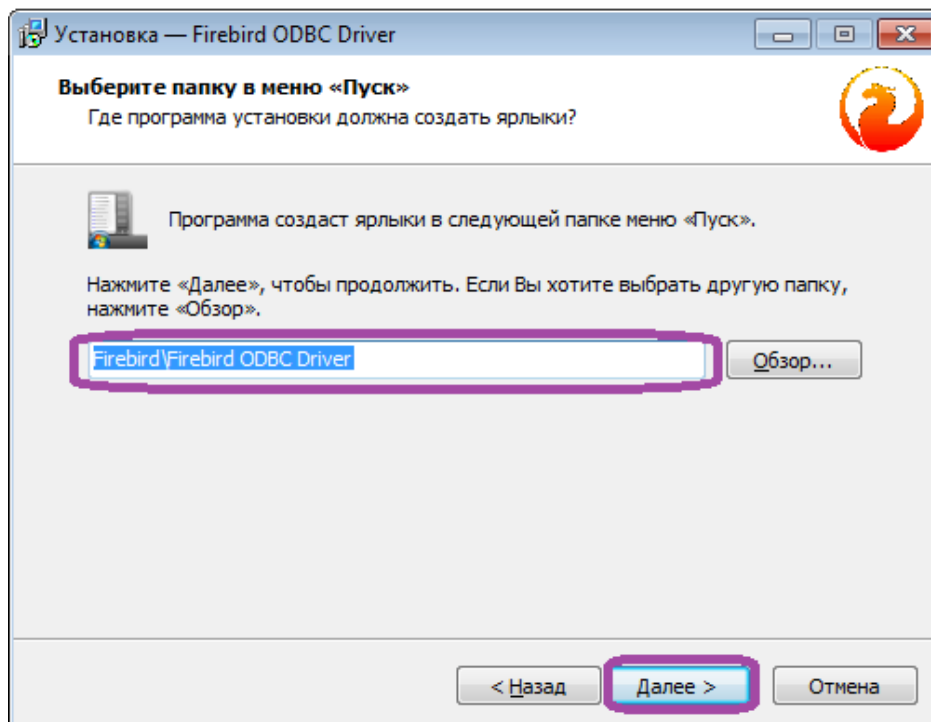 Установка — Firebird ODBC Driver
Выберите папку в меню «Пуск»
Где программа установки должна создать ярлыки?
Программа создаст ярлыки в следующей папке меню «Пуск».
Нажмите «Далее», чтобы продолжить. Если Вы хотите выбрать другую папку,
нажмите «Обзор».
Firebird\Firebird ODBC Driver
Обзор...
< Назад
Далее >
Отмена